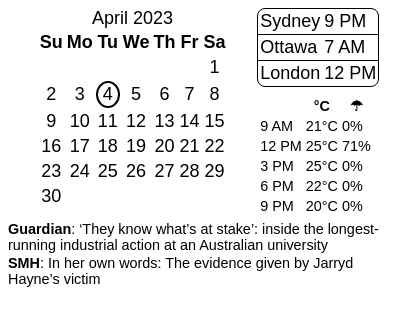 April 2023
Su Mo Tu We Th Fr Sa
1
2 3 4 5 6 7 8
9 10 11 12 13 14 15
16 17 18 19 20 21 22
23 24 25 26 27 28 29
30
Sydney 9 PM
Ottawa 7 AM
London 12 PM
°C ☂
9 AM 21°C 0%
12 PM 25°C 71%
3 PM 25°C 0%
6 PM 22°C 0%
9 PM 20°C 0%
Guardian: ‘They know what’s at stake’: inside the longest-
running industrial action at an Australian university
SMH: In her own words: The evidence given by Jarryd
Hayne’s victim